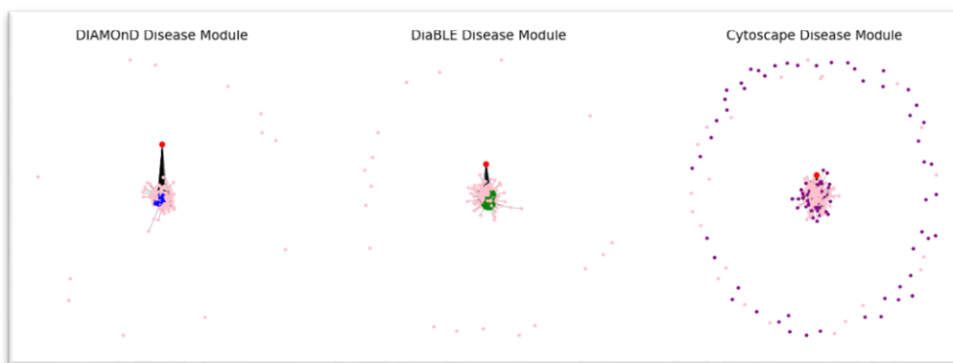 DIAMOnD Disease Module
DiaBLE Disease Module
Cytoscape Disease Module